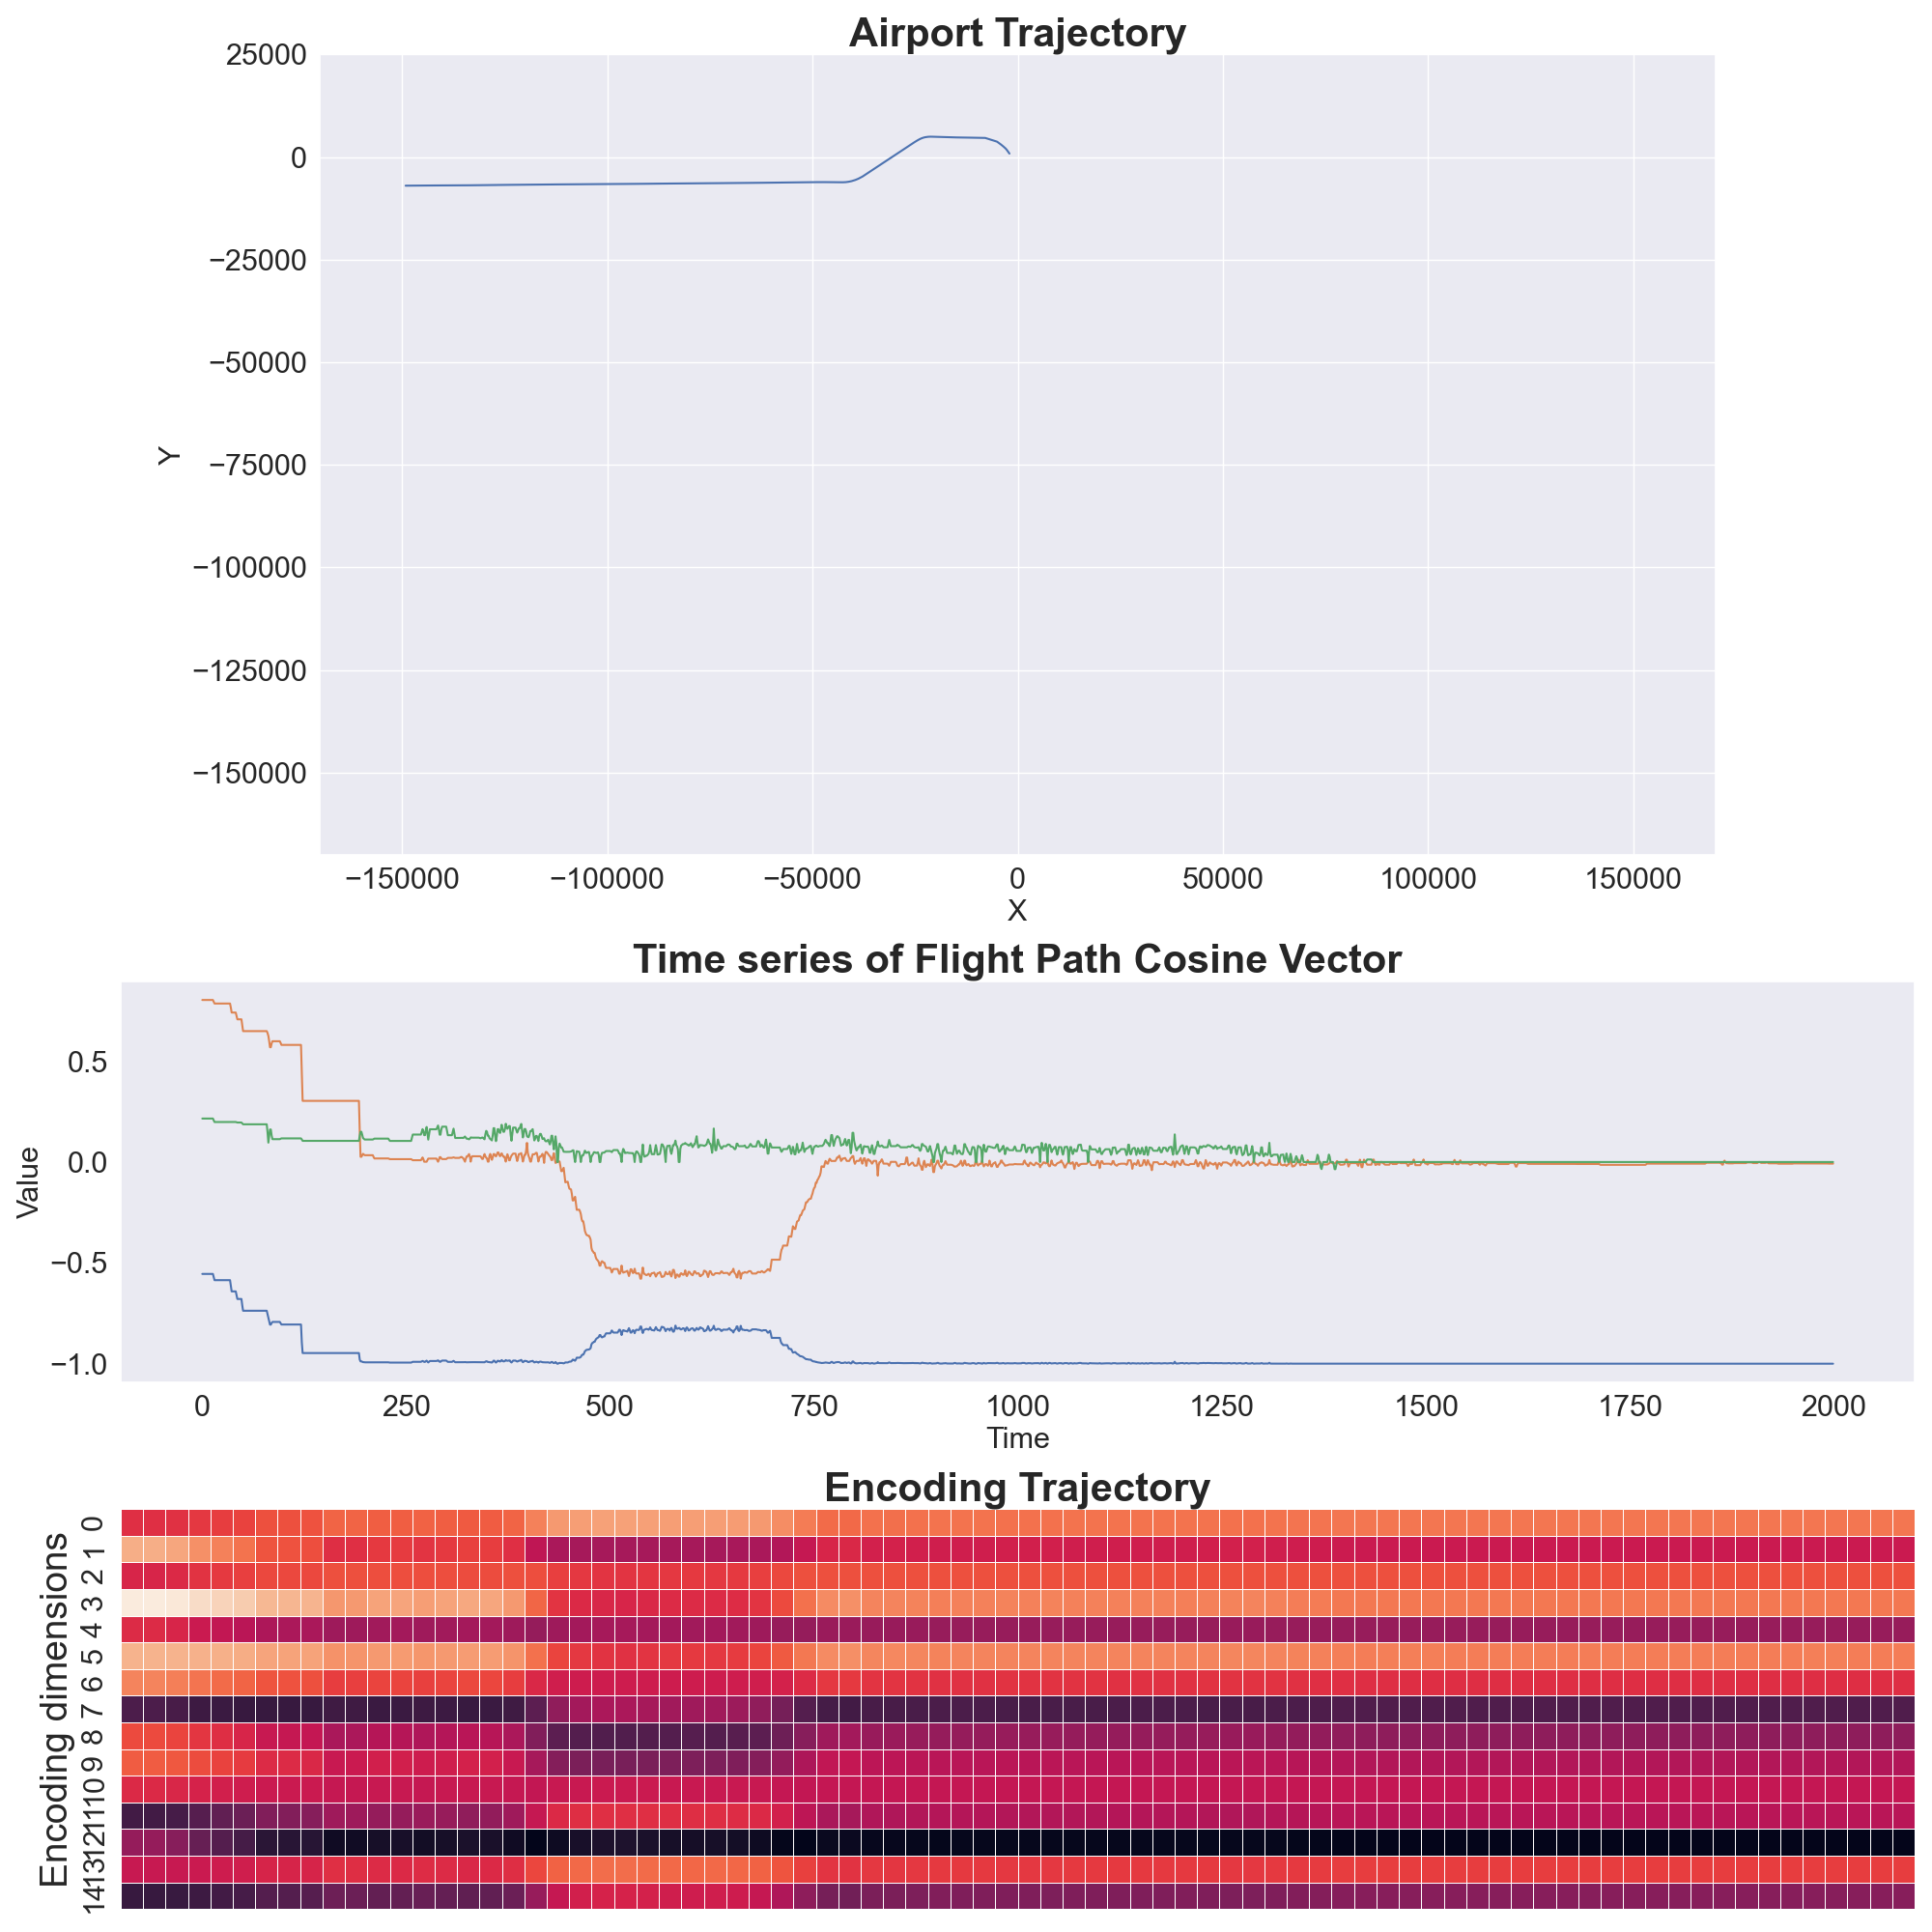 Airport Trajectory
25000
0
−25000
−50000
−75000
−100000
−125000
−150000
Y
−150000 −100000 −50000 0 50000 100000 150000
X
Time series of Flight Path Cosine Vector
0.5
0.0
−0.5
−1.0
Value
0 250 500 750 1000 1250 1500 1750 2000
Time
Encoding Trajectory
Encoding dimensions
0
1
2
3
4
5
6
7
8
9
10
11
12
13
14